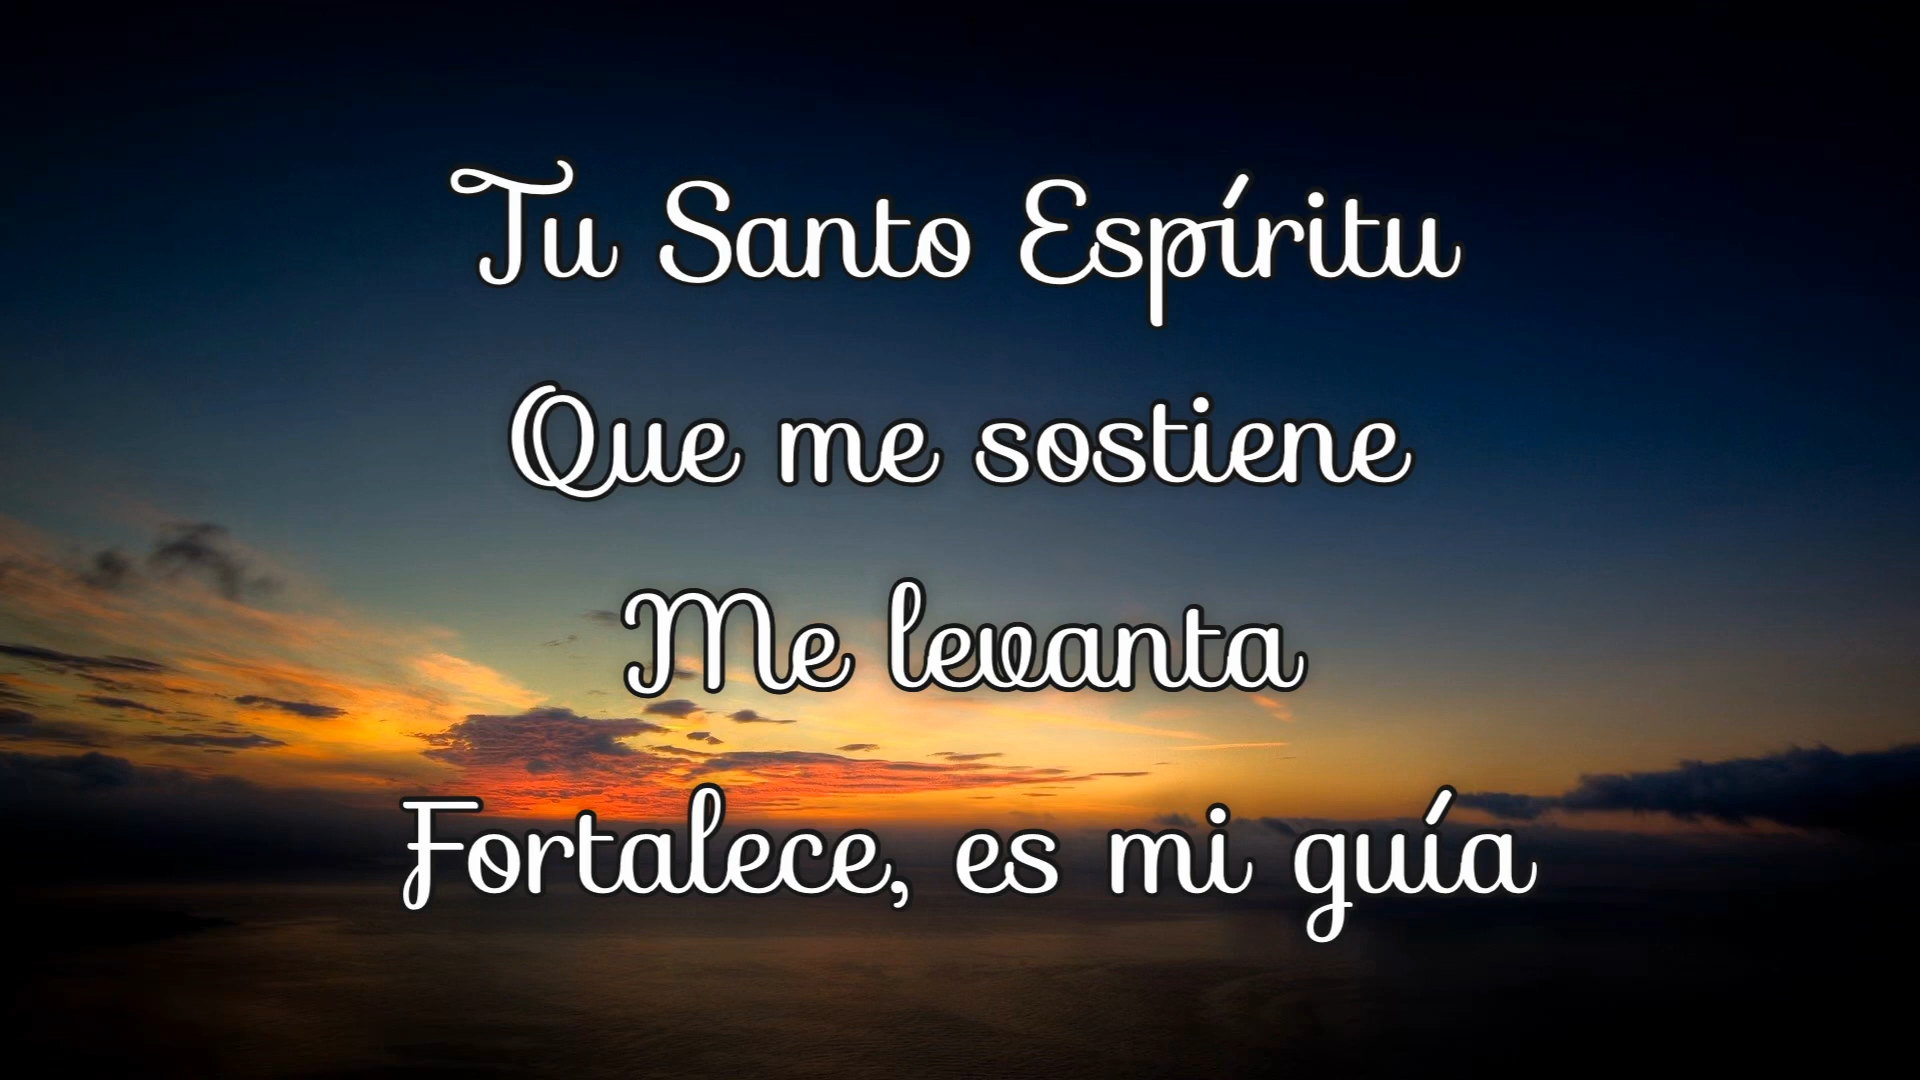 Tu Santo Espíritu
Que me sostiene
Me levanta
Fortalece, es mi guía